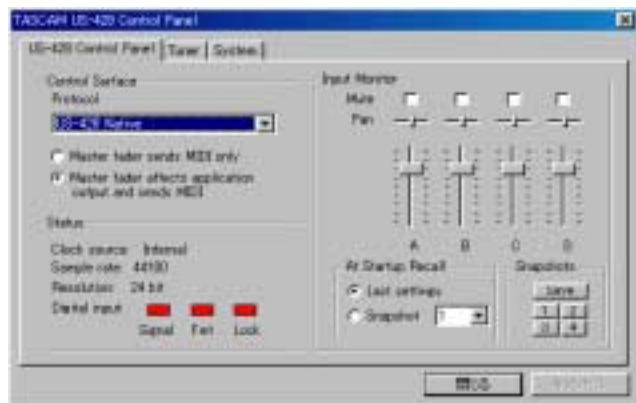 TASCAM US-428 Control Panel
US-428 Control Panel
Tuner
System
Control Surface
Protocol
US-428 Native
Master fader sends MIDI only
Master fader affects application
output and sends MIDI
Status
Clock source: Internal
Sample rate: 44100
Resolution: 24 bit
Digital input
Signal
Fmt
Lock
Input Monitor
Mute
Pan
A
B
C
D
At Startup Recall
Last settings
Snapshot
1
Snapshots
Save
1
2
3
4
閉じる